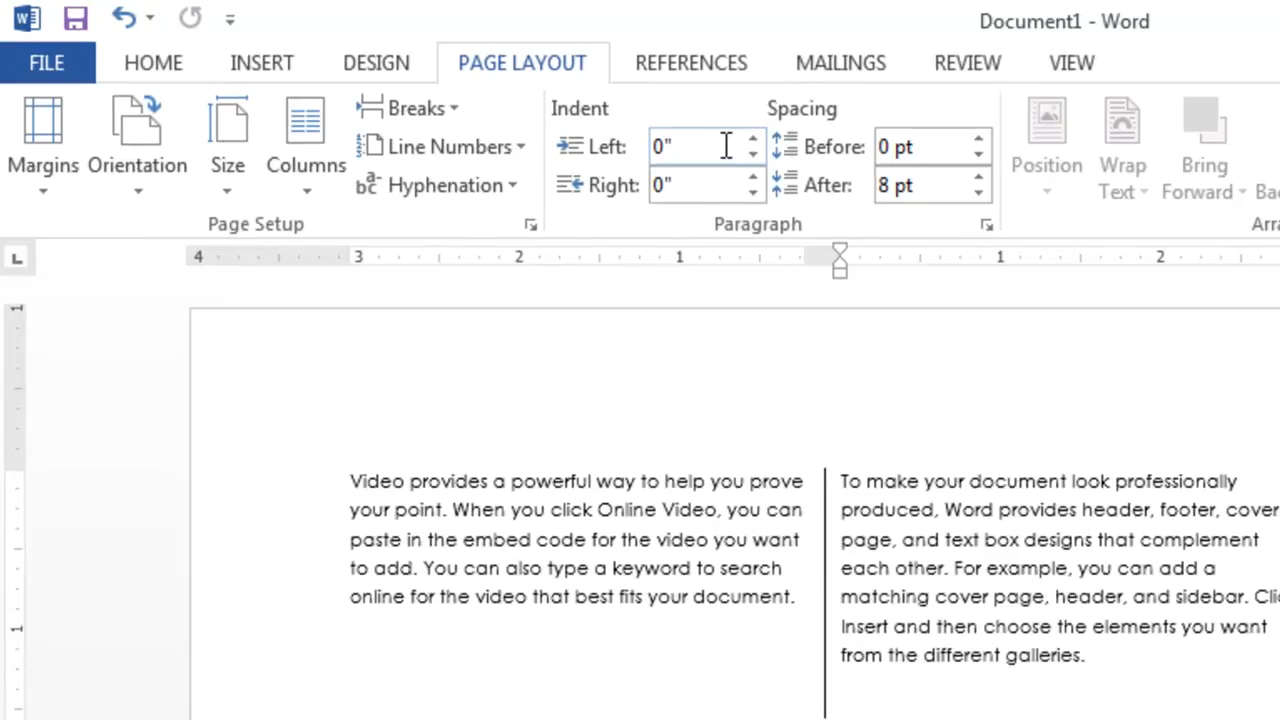 Document1 - Word
FILE HOME INSERT DESIGN PAGE LAYOUT REFERENCES MAILINGS REVIEW VIEW
Margins
Orientation
Size
Columns
Breaks
Line Numbers
Hyphenation
Page Setup
Indent
Left: 0"
Right: 0"
Spacing
Before: 0 pt
After: 8 pt
Paragraph
Position
Wrap
Text
Bring
Forward
4 3 2 1 1 2
1
1
Video provides a powerful way to help you prove
your point. When you click Online Video, you can
paste in the embed code for the video you want
to add. You can also type a keyword to search
online for the video that best fits your document.
To make your document look professionally
produced, Word provides header, footer, cover
page, and text box designs that complement
each other. For example, you can add a
matching cover page, header, and sidebar.
Insert and then choose the elements you want
from the different galleries.